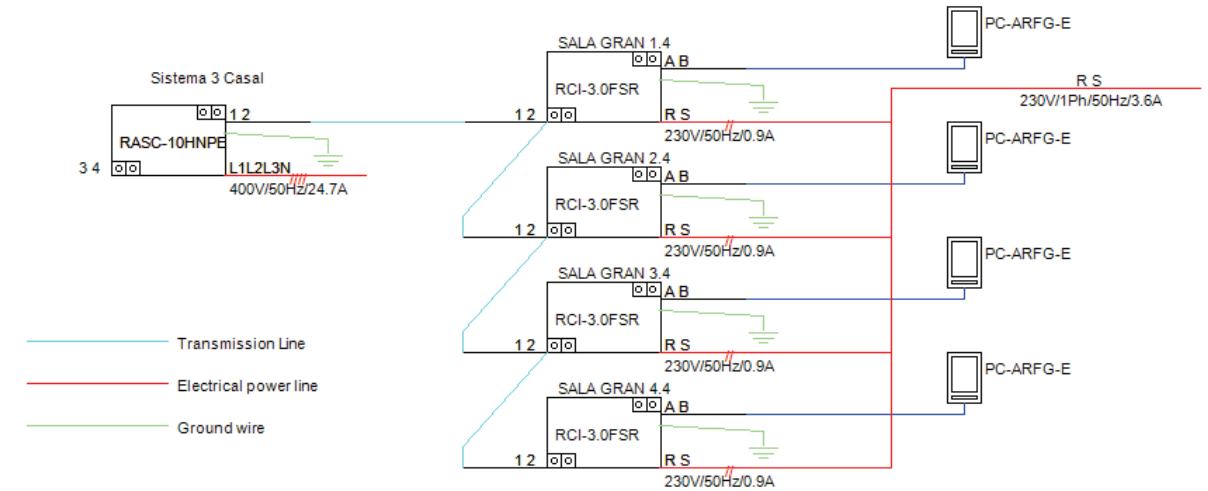 Sistema 3 Casal
1 2
RASC-10HNPE
3 4
L1L2L3N
400V/50Hz/24.7A
SALA GRAN 1.4
A B
RCI-3.0FSR
1 2
R S
230V/50Hz/0.9A
PC-ARFG-E
R S
230V/1Ph/50Hz/3.6A
SALA GRAN 2.4
A B
RCI-3.0FSR
1 2
R S
230V/50Hz/0.9A
PC-ARFG-E
SALA GRAN 3.4
A B
RCI-3.0FSR
1 2
R S
230V/50Hz/0.9A
PC-ARFG-E
SALA GRAN 4.4
A B
RCI-3.0FSR
1 2
R S
230V/50Hz/0.9A
PC-ARFG-E
Transmission Line
Electrical power line
Ground wire